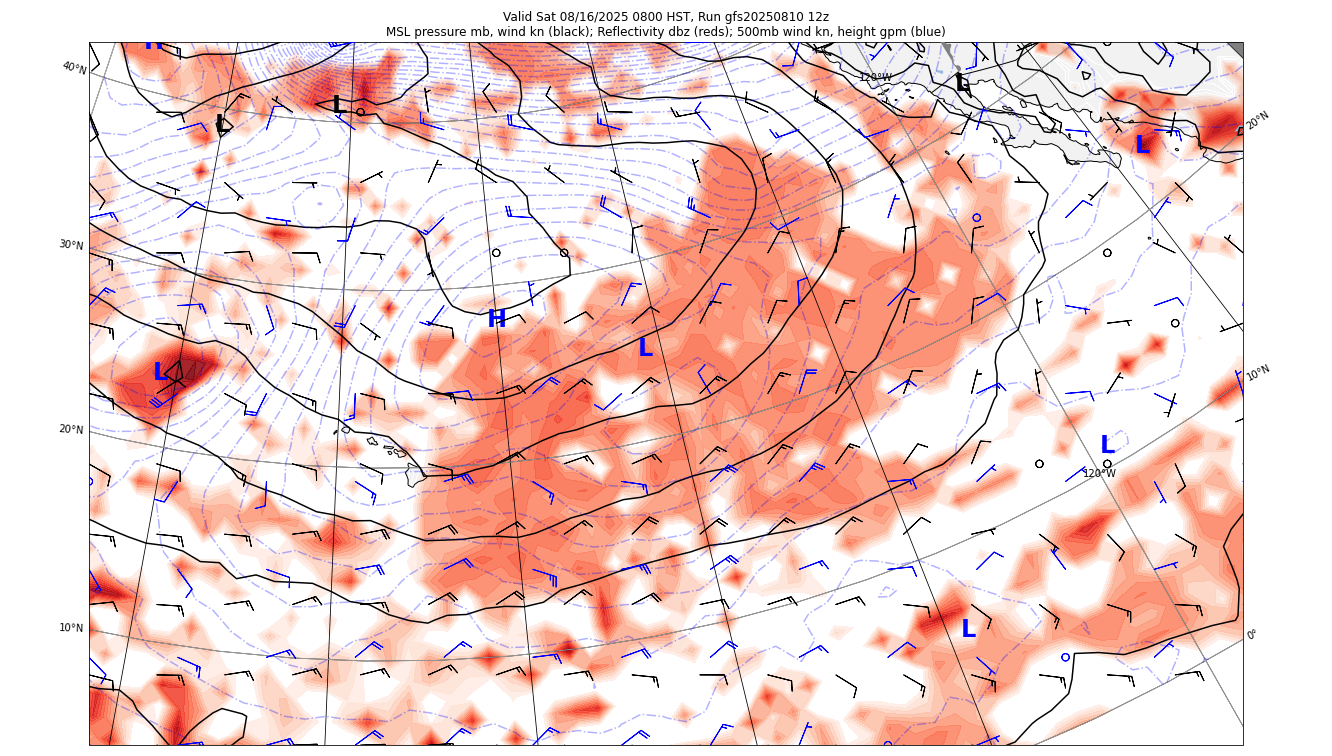 Valid Sat 08/16/2025 0800 HST, Run gfs20250810 12z
MSL pressure mb, wind kn (black); Reflectivity dbz (reds); 500mb wind kn, height gpm (blue)
H
40°N
120°W
L
L
L
20°N
L
30°N
H
L
L
10°N
20°N
L
120°W
10°N
L
0°